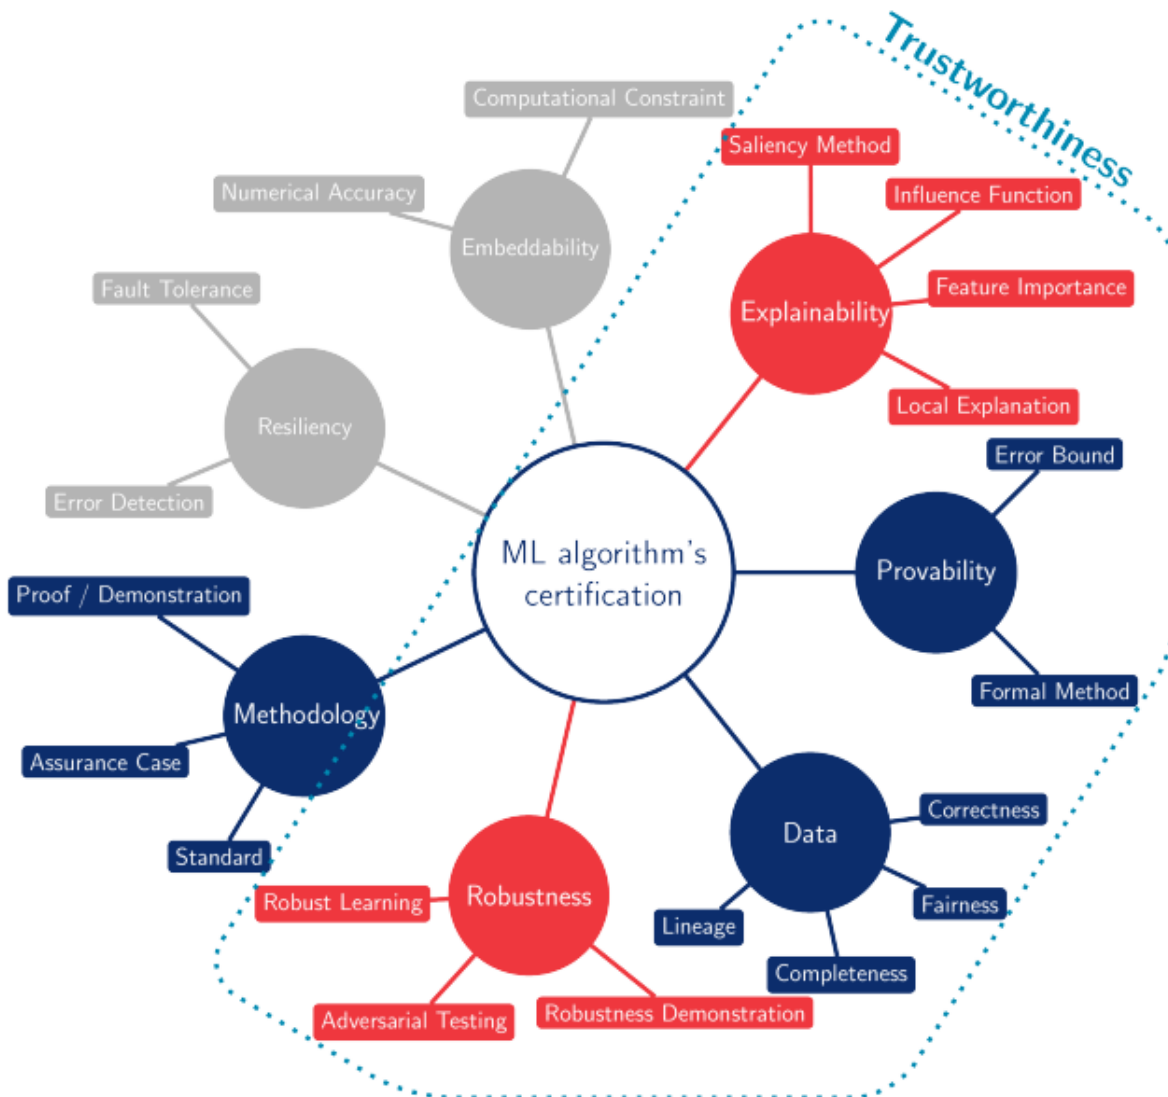 Trustworthiness
Computational Constraint
Numerical Accuracy
Embeddability
Fault Tolerance
Resiliency
Error Detection
Saliency Method
Influence Function
Feature Importance
Explainability
Local Explanation
Error Bound
Provability
Formal Method
ML algorithm's
certification
Proof / Demonstration
Methodology
Assurance Case
Standard
Robust Learning
Robustness
Adversarial Testing
Robustness Demonstration
Data
Correctness
Fairness
Lineage
Completeness